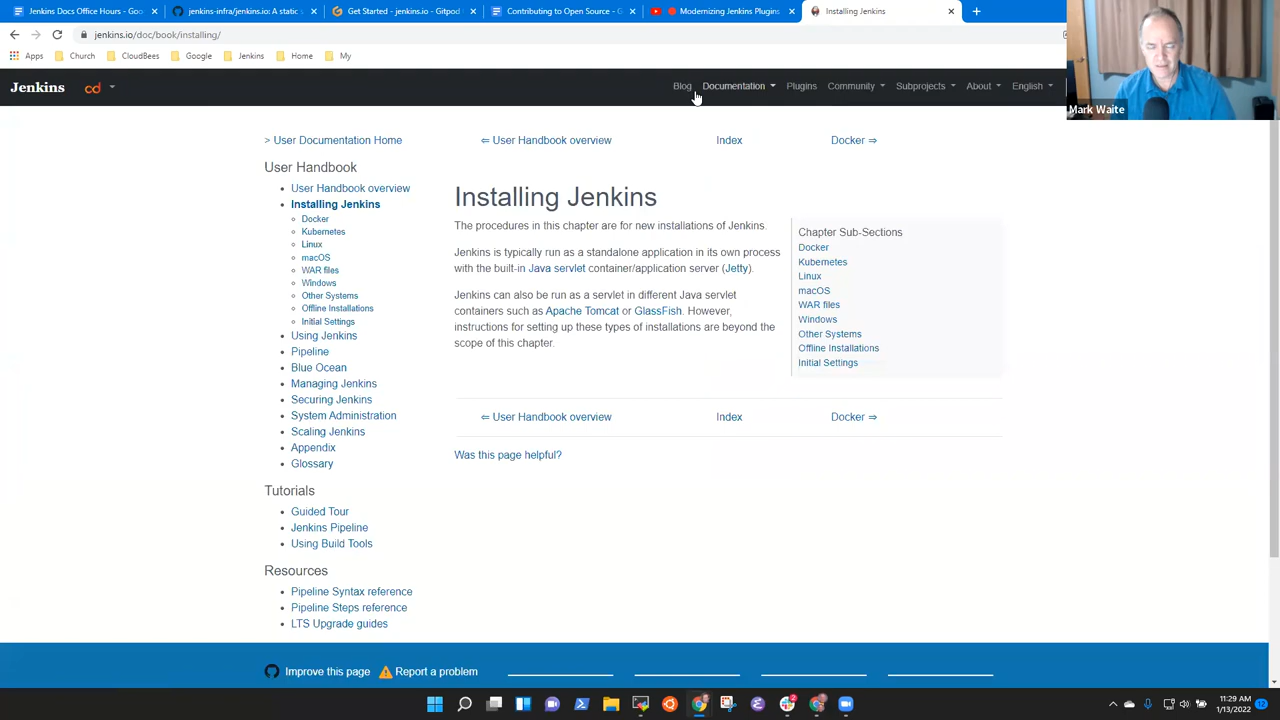 Jenkins Docs Office Hours - Goo
jenkins-infra/jenkins.io: A static s
Get Started - jenkins.io - Gitpod
Contributing to Open Source - G
Modernizing Jenkins Plugins
Installing Jenkins
jenkins.io/doc/book/installing/
Apps
Church
CloudBees
Google
Jenkins
Home
My
Mark Waite
Jenkins
cd
Blog
Documentation
Plugins
Community
Subprojects
About
English
> User Documentation Home
⇐ User Handbook overview
Index
Docker ⇒
User Handbook
User Handbook overview
Installing Jenkins
Docker
Kubernetes
Linux
macOS
WAR files
Windows
Other Systems
Offline Installations
Initial Settings
Using Jenkins
Pipeline
Blue Ocean
Managing Jenkins
Securing Jenkins
System Administration
Scaling Jenkins
Appendix
Glossary
Tutorials
Guided Tour
Jenkins Pipeline
Using Build Tools
Resources
Pipeline Syntax reference
Pipeline Steps reference
LTS Upgrade guides
Installing Jenkins
The procedures in this chapter are for new installations of Jenkins.
Jenkins is typically run as a standalone application in its own process
with the built-in Java servlet container/application server (Jetty).
Jenkins can also be run as a servlet in different Java servlet
containers such as Apache Tomcat or GlassFish. However,
instructions for setting up these types of installations are beyond the
scope of this chapter.
Chapter Sub-Sections
Docker
Kubernetes
Linux
macOS
WAR files
Windows
Other Systems
Offline Installations
Initial Settings
⇐ User Handbook overview
Index
Docker ⇒
Was this page helpful?
Improve this page
Report a problem
11:29 AM
1/13/2022